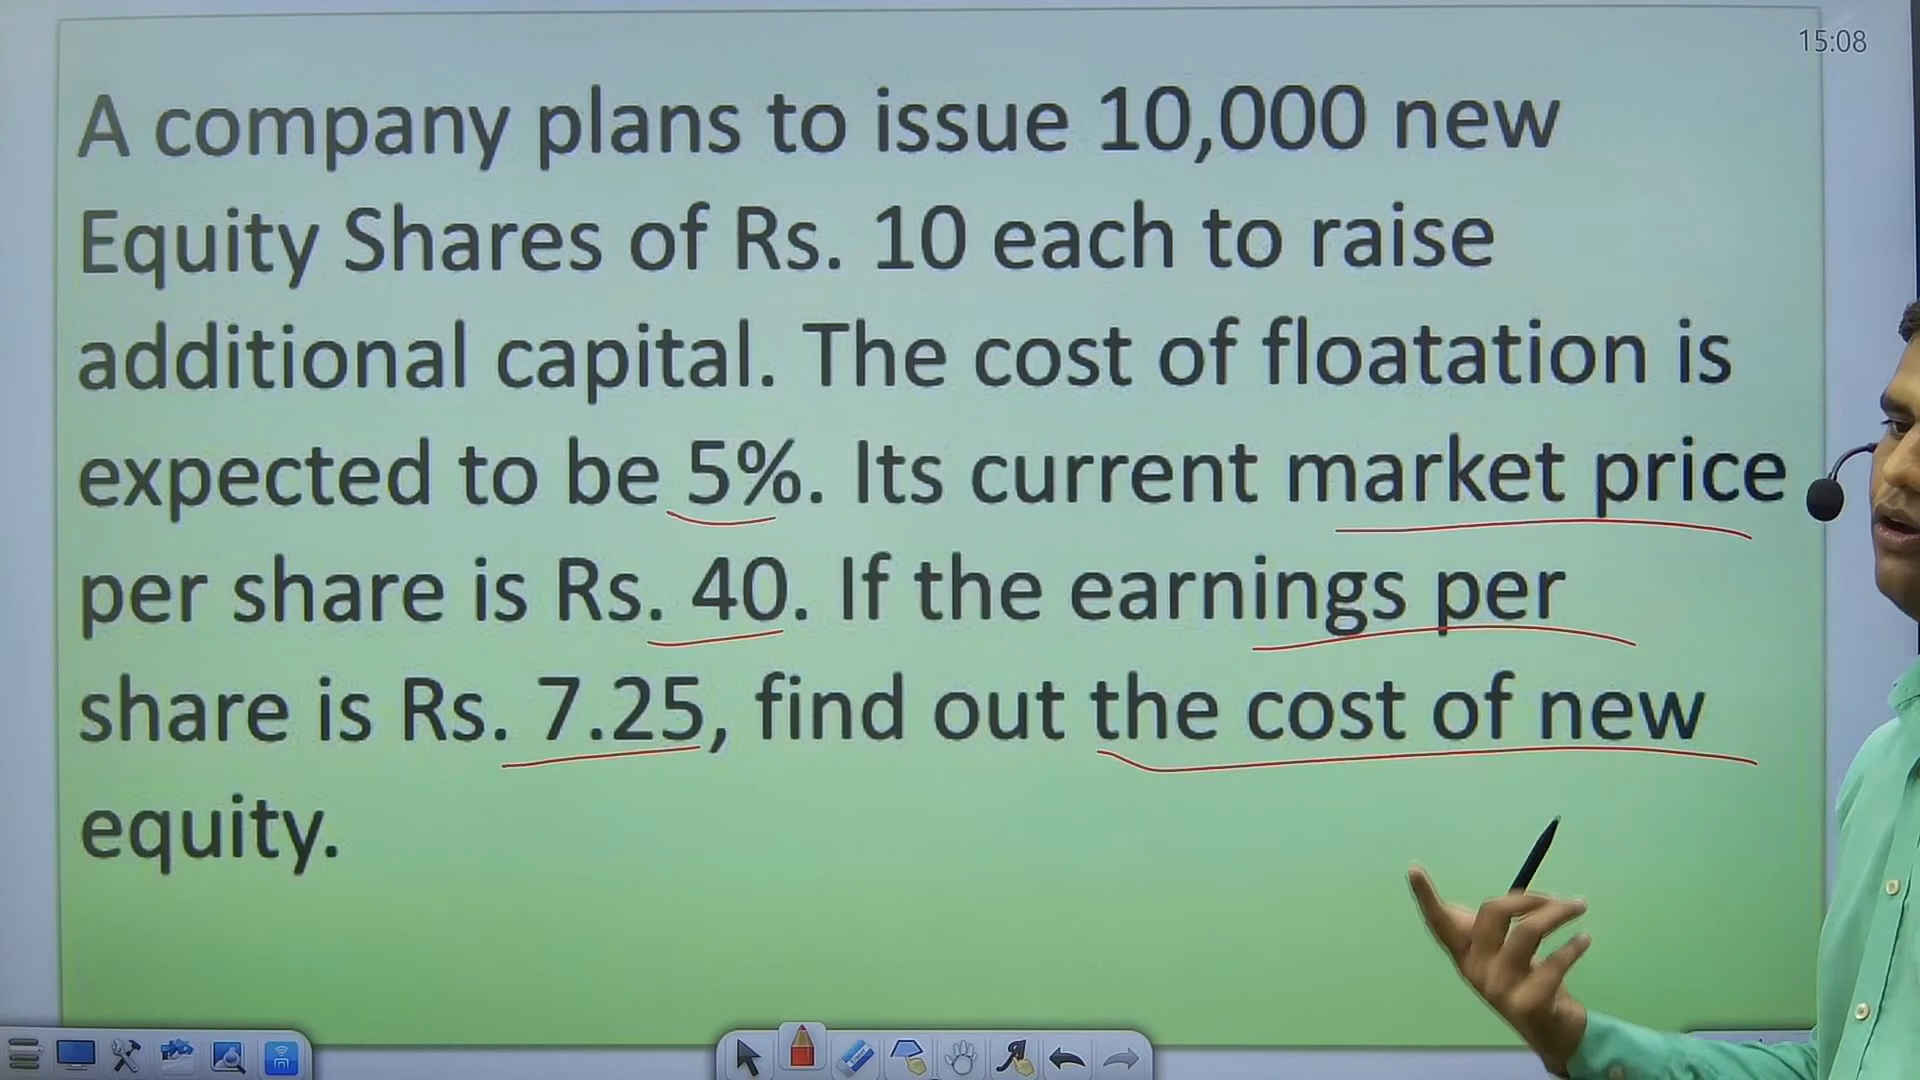 15:08
A company plans to issue 10,000 new
Equity Shares of Rs. 10 each to raise
additional capital. The cost of floatation is
expected to be 5%. Its current market price
per share is Rs. 40. If the earnings per
share is Rs. 7.25, find out the cost of new
equity.